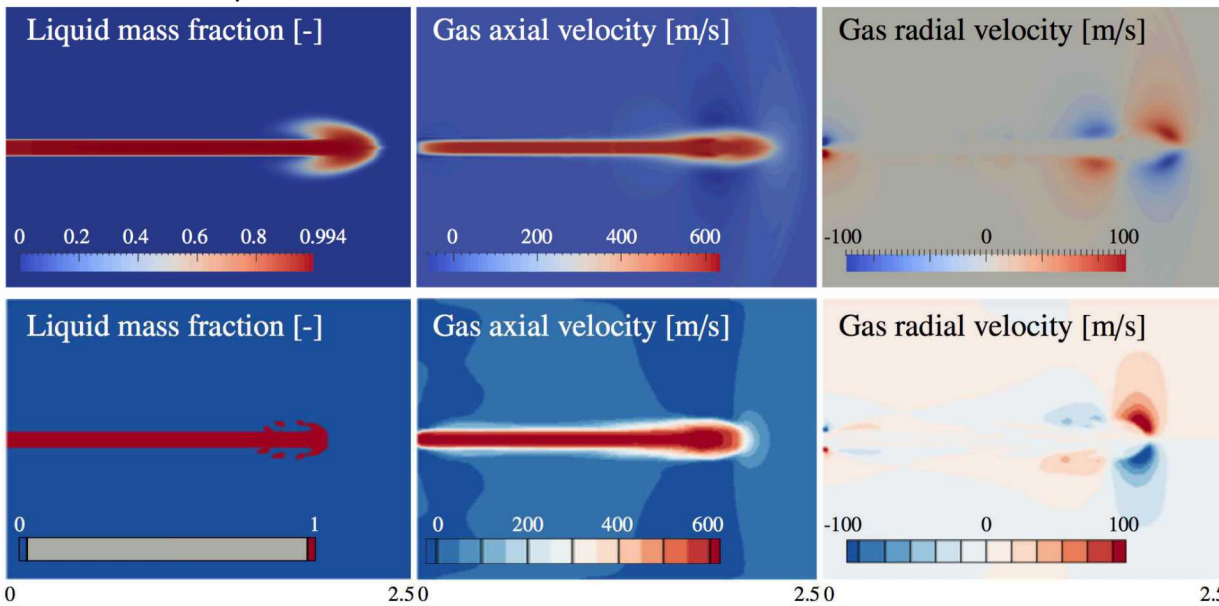 Liquid mass fraction [-] Gas axial velocity [m/s] Gas radial velocity [m/s]
0 0.2 0.4 0.6 0.8 0.994 0 200 400 600 -100 0 100
Liquid mass fraction [-] Gas axial velocity [m/s] Gas radial velocity [m/s]
0 1 0 200 400 600 -100 0 100
0 2.5 0 2.5 0 2.5